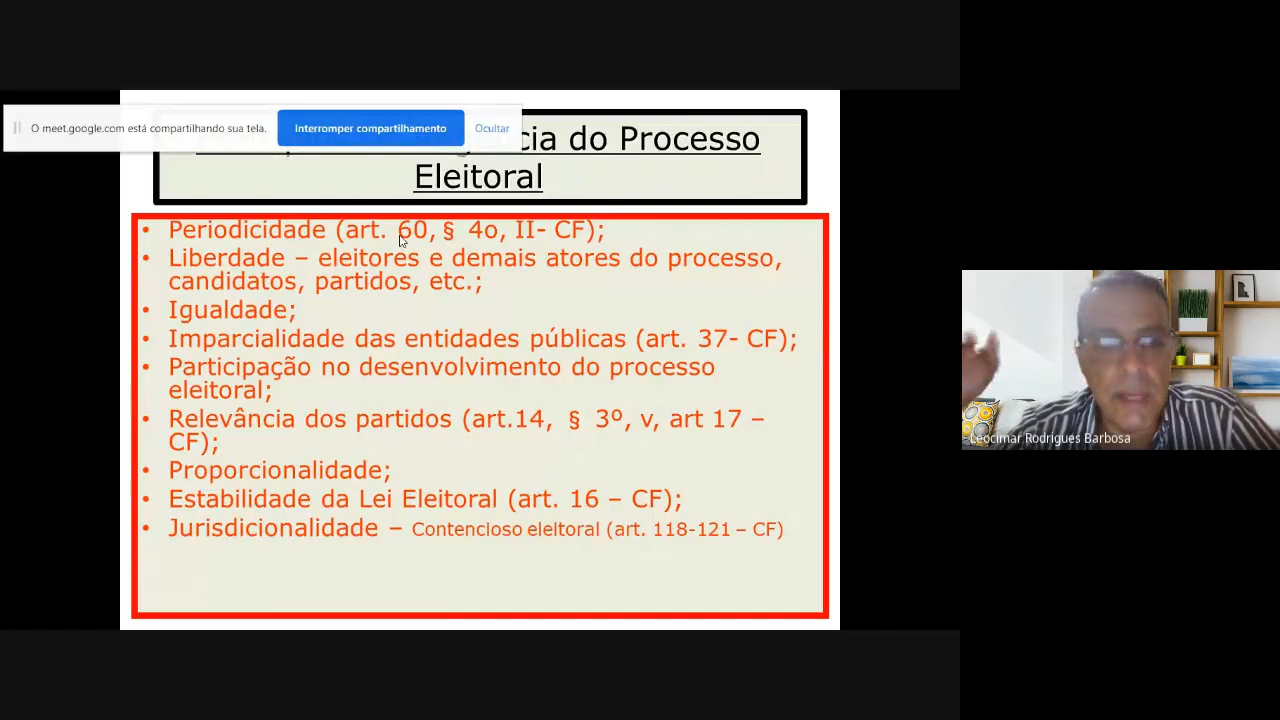 O meet.google.com está compartilhando sua tela.
Interromper compartilhamento
Ocultar
cia do Processo
Eleitoral
• Periodicidade (art. 60, § 4o, II- CF);
• Liberdade – eleitores e demais atores do processo,
candidatos, partidos, etc.;
• Igualdade;
• Imparcialidade das entidades públicas (art. 37- CF);
• Participação no desenvolvimento do processo
eleitoral;
• Relevância dos partidos (art.14, § 3º, v, art 17 –
CF);
• Proporcionalidade;
• Estabilidade da Lei Eleitoral (art. 16 – CF);
• Jurisdicionalidade – Contencioso eleitoral (art. 118-121 – CF)
Leocimar Rodrigues Barbosa